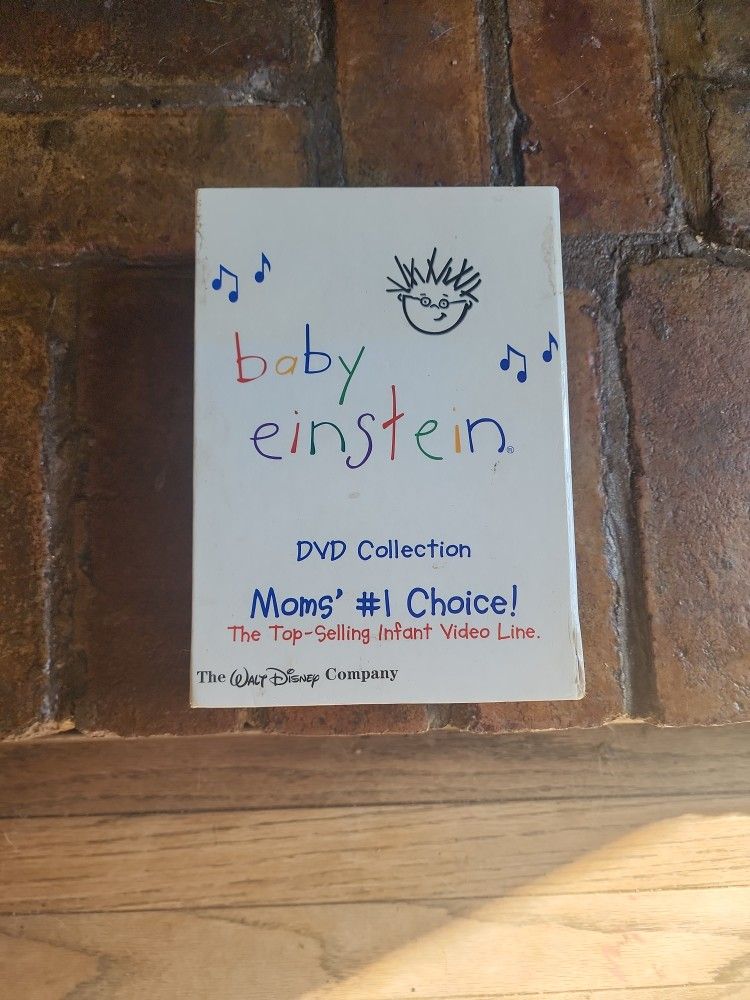 baby
einstein®
DVD Collection
Moms' #1 Choice!
The Top-Selling Infant Video Line.
The Walt Disney Company